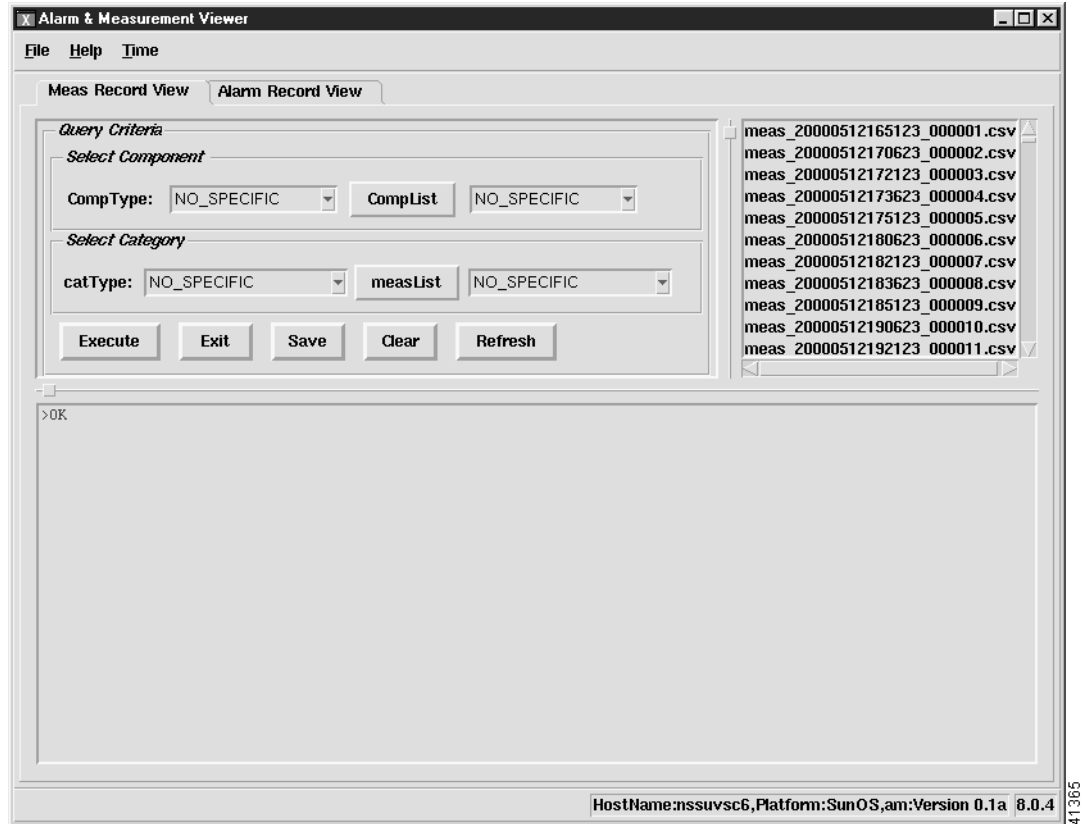 X Alarm & Measurement Viewer
File Help Time
Meas Record View Alarm Record View
Query Criteria
Select Component
CompType: NO_SPECIFIC CompList NO_SPECIFIC
Select Category
catType: NO_SPECIFIC measList NO_SPECIFIC
Execute Exit Save Clear Refresh
meas_20000512165123_000001.csv
meas_20000512170623_000002.csv
meas_20000512172123_000003.csv
meas_20000512173623_000004.csv
meas_20000512175123_000005.csv
meas_20000512180623_000006.csv
meas_20000512182123_000007.csv
meas_20000512183623_000008.csv
meas_20000512185123_000009.csv
meas_20000512190623_000010.csv
meas_20000512192123_000011.csv
>OK
HostName:nssuvsc6,Platform:SunOS,am:Version 0.1a 8.0.4
41365